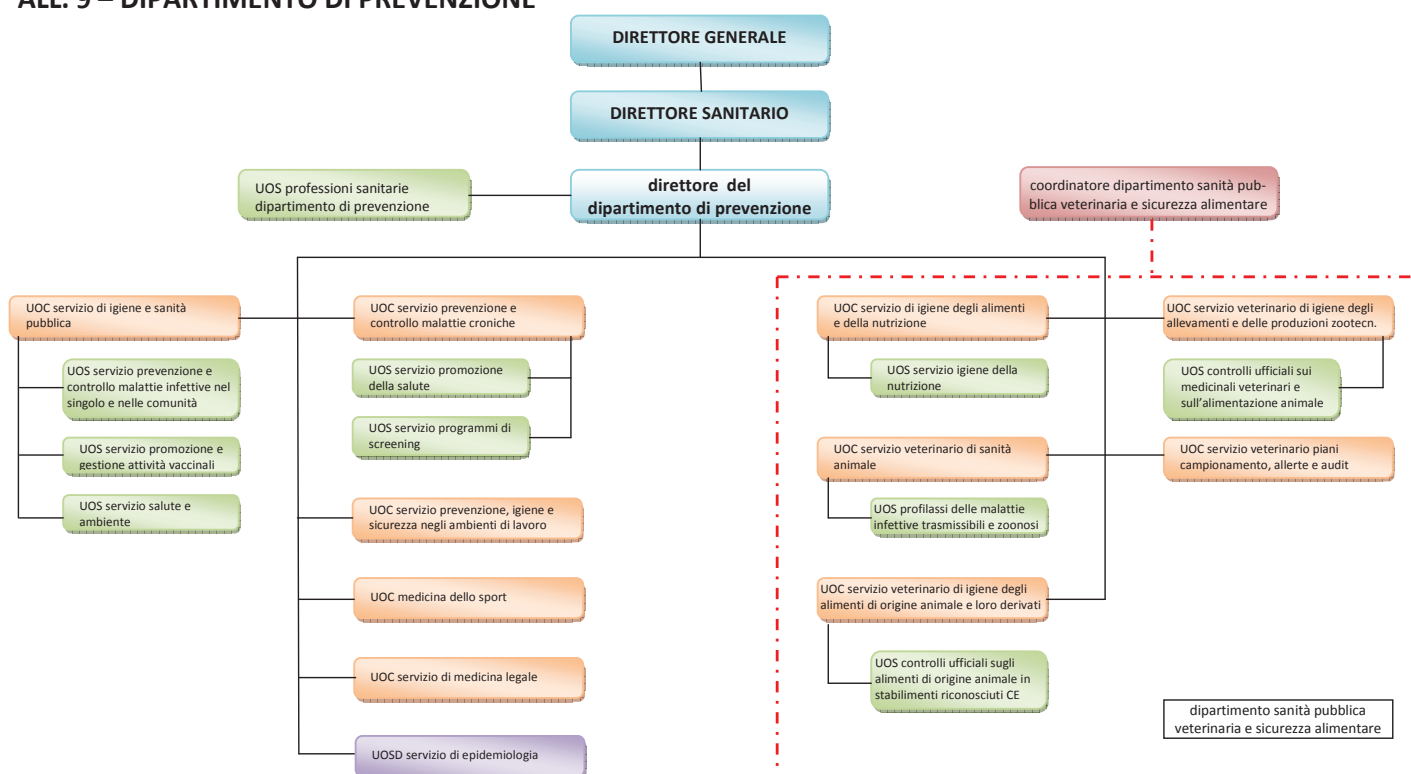 ALL. 9 – DIPARTIMENTO DI PREVENZIONE
DIRETTORE GENERALE
DIRETTORE SANITARIO
UOS professioni sanitarie
dipartimento di prevenzione
direttore del
dipartimento di prevenzione
coordinatore dipartimento sanità pub-
blica veterinaria e sicurezza alimentare
UOC servizio di igiene e sanità
pubblica
UOS servizio prevenzione e
controllo malattie infettive nel
singolo e nelle comunità
UOS servizio promozione e
gestione attività vaccinali
UOS servizio salute e
ambiente
UOC servizio prevenzione e
controllo malattie croniche
UOS servizio promozione
della salute
UOS servizio programmi di
screening
UOC servizio prevenzione, igiene e
sicurezza negli ambienti di lavoro
UOC medicina dello sport
UOC servizio di medicina legale
UOSD servizio di epidemiologia
UOC servizio di igiene degli alimenti
e della nutrizione
UOS servizio igiene della
nutrizione
UOC servizio veterinario di sanità
animale
UOS profilassi delle malattie
infettive trasmissibili e zoonosi
UOC servizio veterinario di igiene degli
alimenti di origine animale e loro derivati
UOS controlli ufficiali sugli
alimenti di origine animale in
stabilimenti riconosciuti CE
UOC servizio veterinario di igiene degli
allevamenti e delle produzioni zootecn.
UOS controlli ufficiali sui
medicinali veterinari e
sull'alimentazione animale
UOC servizio veterinario piani
campionamento, allerte e audit
dipartimento sanità pubblica
veterinaria e sicurezza alimentare